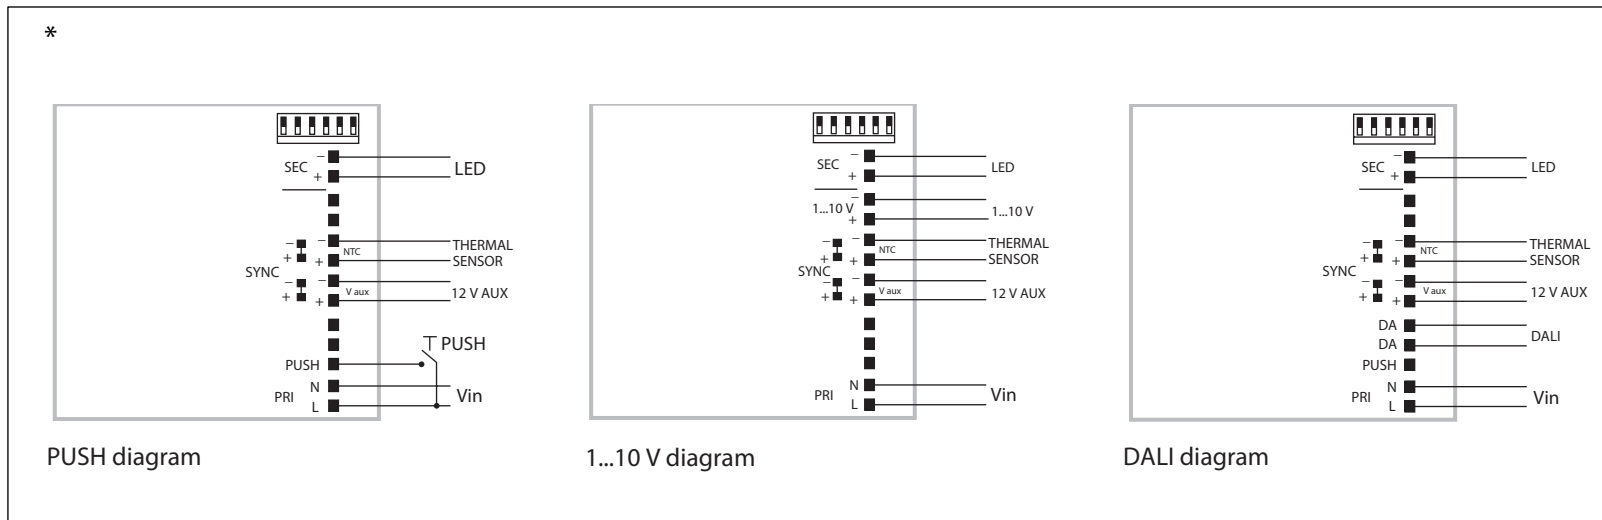 *
SEC
−
+
LED
SYNC
−
+
−
+
−
+
NTC
THERMAL
SENSOR
−
+
V aux
12 V AUX
PUSH
PUSH
PRI
N
L
Vin
PUSH diagram
SEC
−
+
LED
1...10 V
−
+
1...10 V
SYNC
−
+
−
+
−
+
NTC
THERMAL
SENSOR
−
+
V aux
12 V AUX
PRI
N
L
Vin
1...10 V diagram
SEC
−
+
LED
SYNC
−
+
−
+
−
+
NTC
THERMAL
SENSOR
−
+
V aux
12 V AUX
DA
DA
DALI
PUSH
PRI
N
L
Vin
DALI diagram